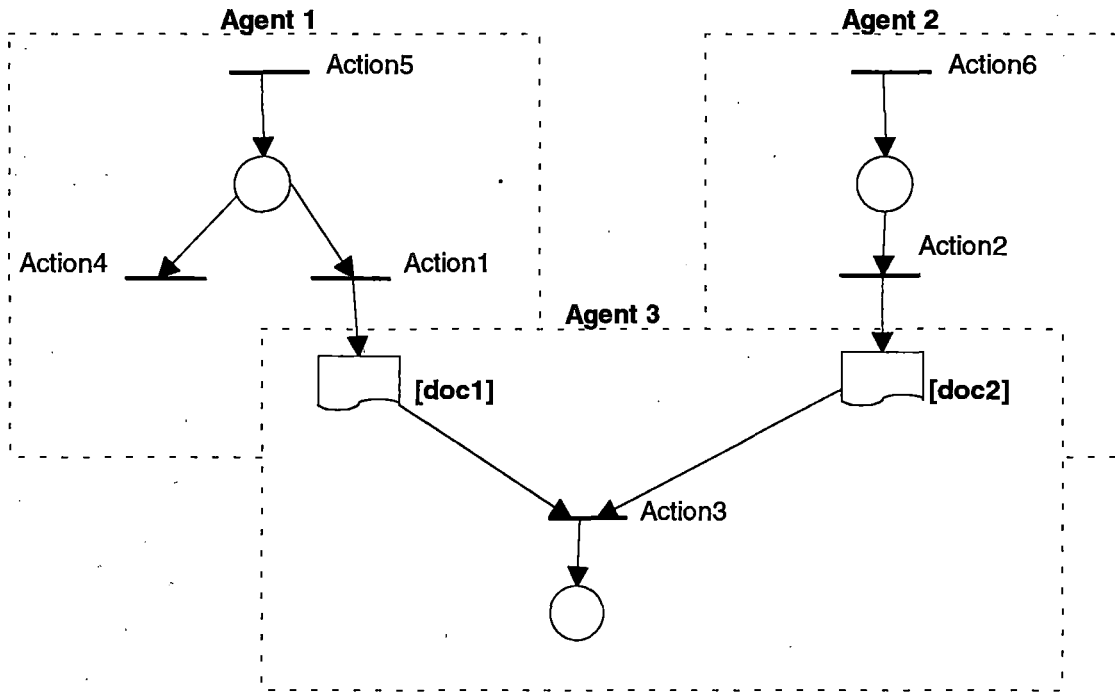 Agent 1
Agent 2
Action5
Action6
Action4
Action1
Action2
Agent 3
[doc1]
[doc2]
Action3